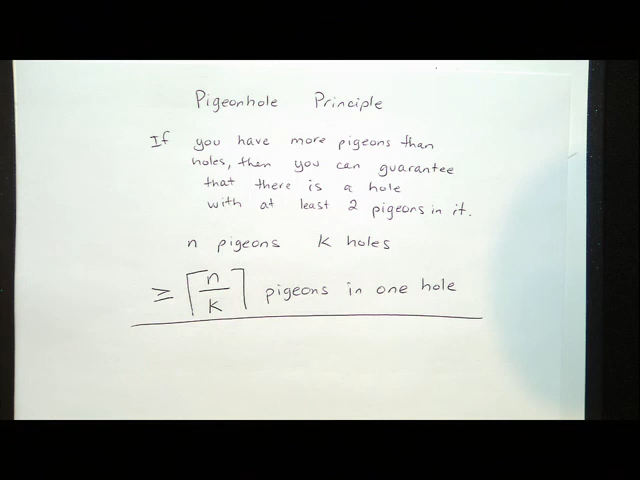 Pigeonhole Principle
If you have more pigeons than
holes, then you can guarantee
that there is a hole
with at least 2 pigeons in it.
n pigeons k holes
≥ ⌈n/k⌉ pigeons in one hole